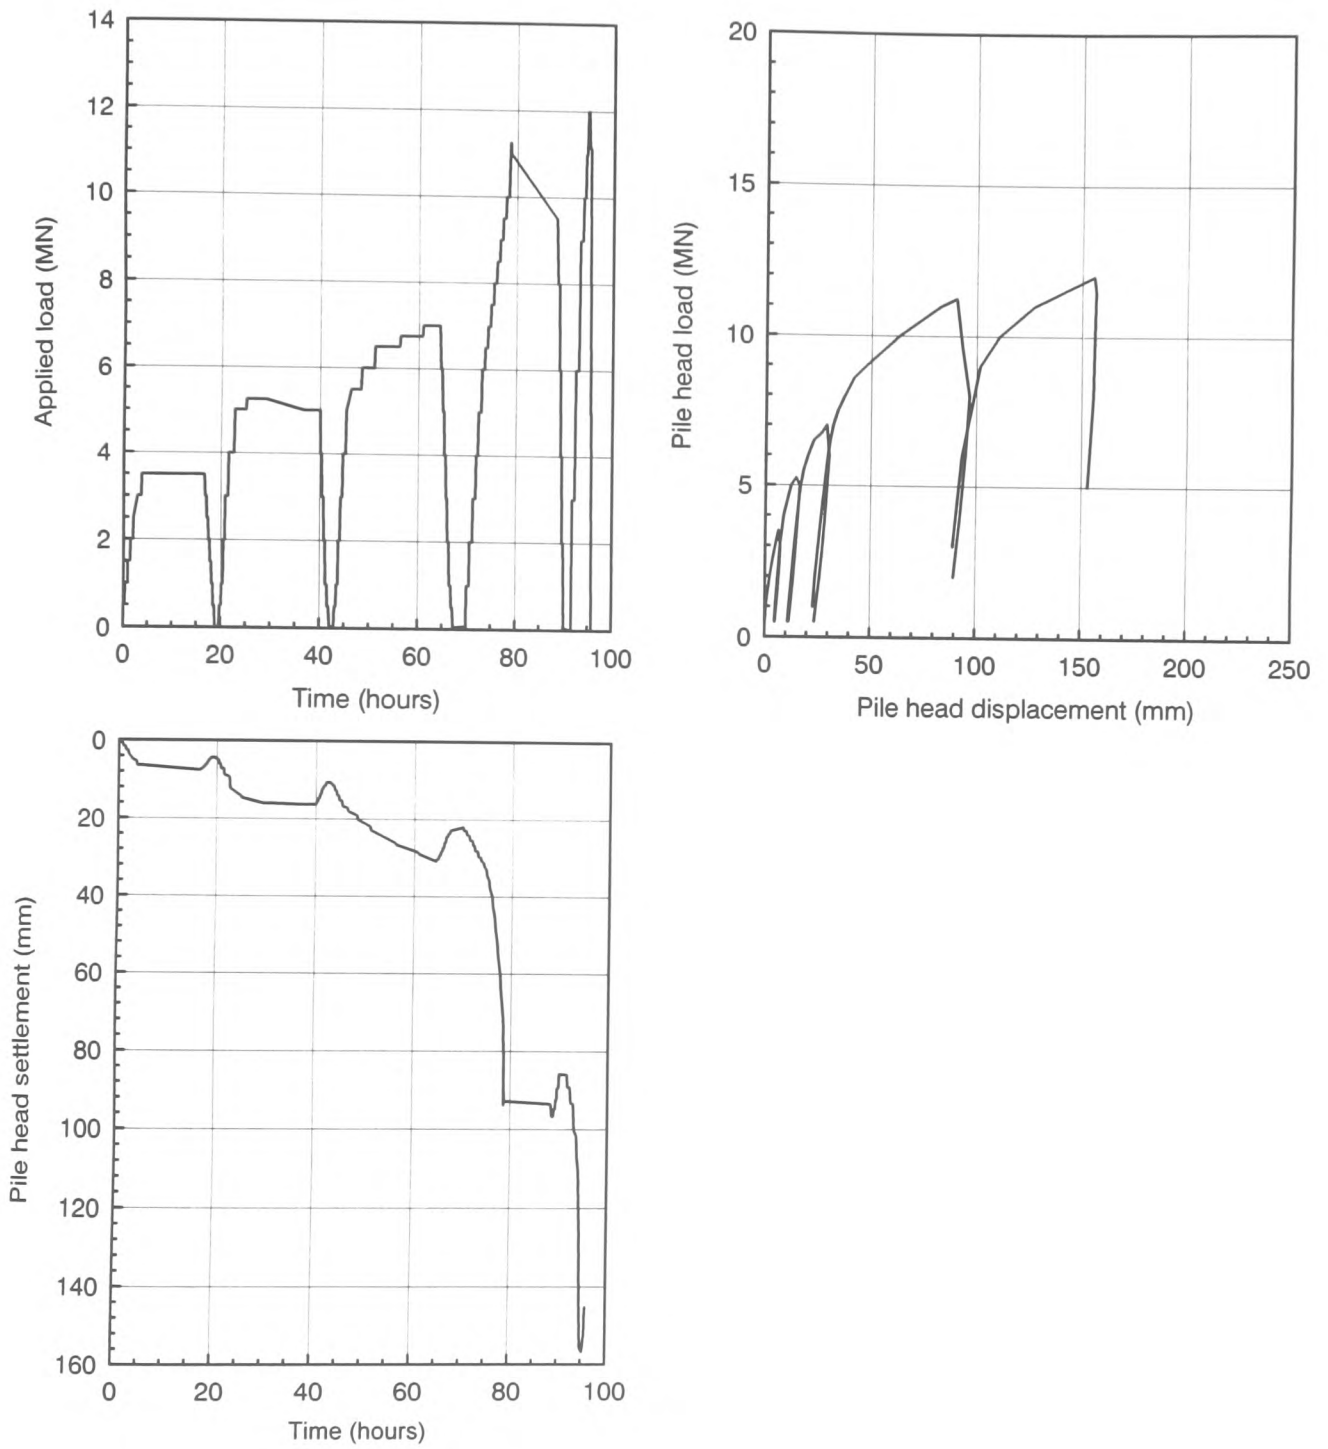 14
12
10
8
6
4
2
0
Applied load (MN)
0 20 40 60 80 100
Time (hours)
20
15
10
5
0
Pile head load (MN)
0 50 100 150 200 250
Pile head displacement (mm)
0
20
40
60
80
100
120
140
160
Pile head settlement (mm)
0 20 40 60 80 100
Time (hours)